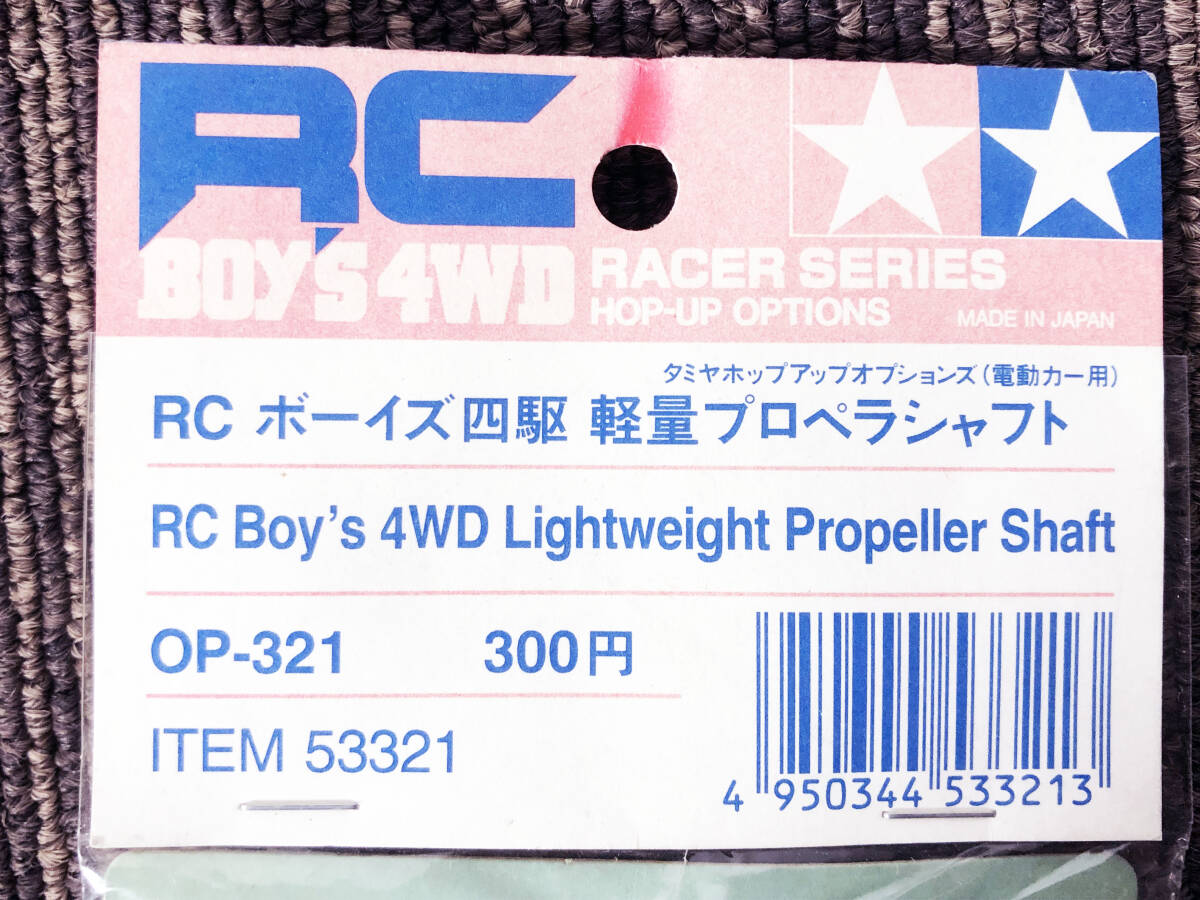 RC
BOY'S 4WD RACER SERIES
HOP-UP OPTIONS
MADE IN JAPAN
タミヤホップアップオプションズ(電動カー用)
RC ボーイズ四駆 軽量プロペラシャフト
RC Boy's 4WD Lightweight Propeller Shaft
OP-321 300円
ITEM 53321
4 950344 533213